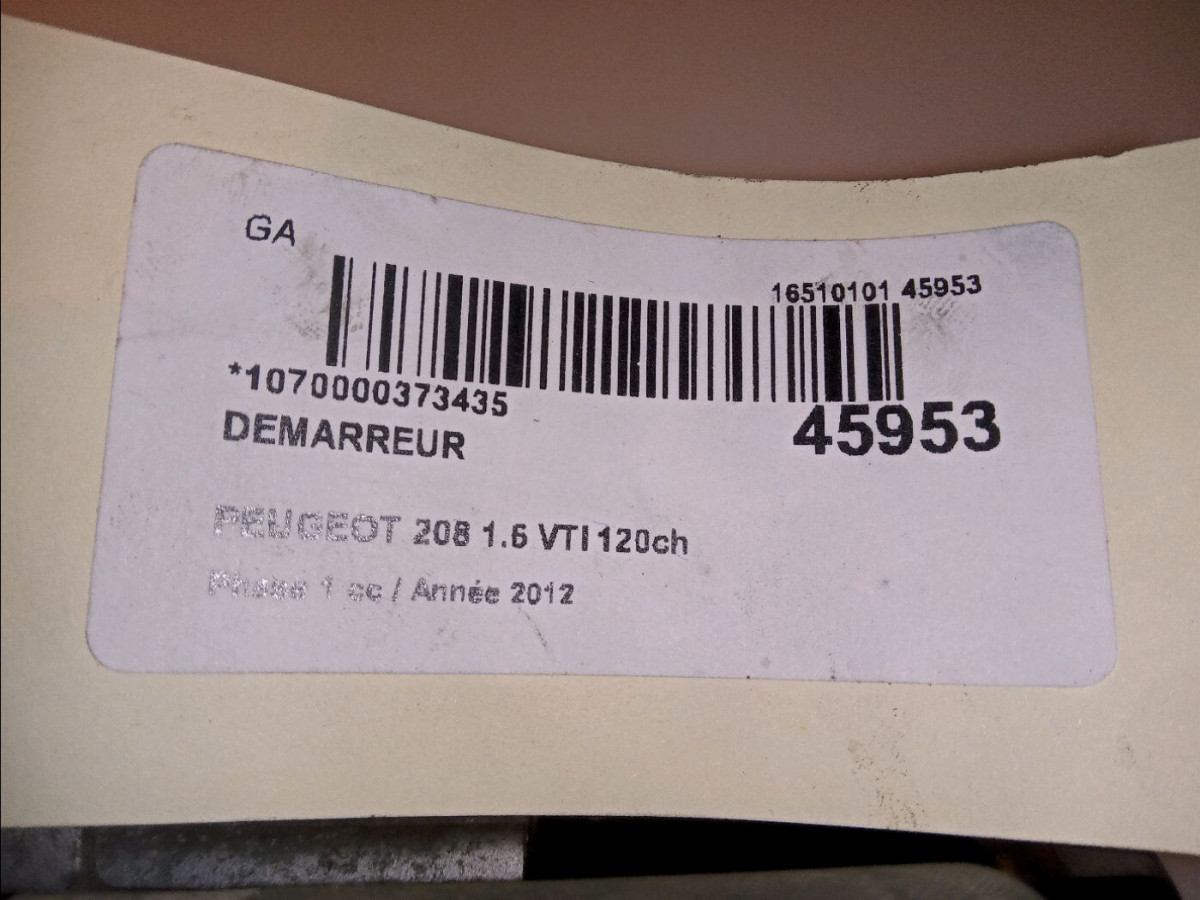 GA
16510101 45953
*1070000373435
45953
DEMARREUR
PEUGEOT 208 1.6 VTI 120ch
Phase 1 cc / Année 2012